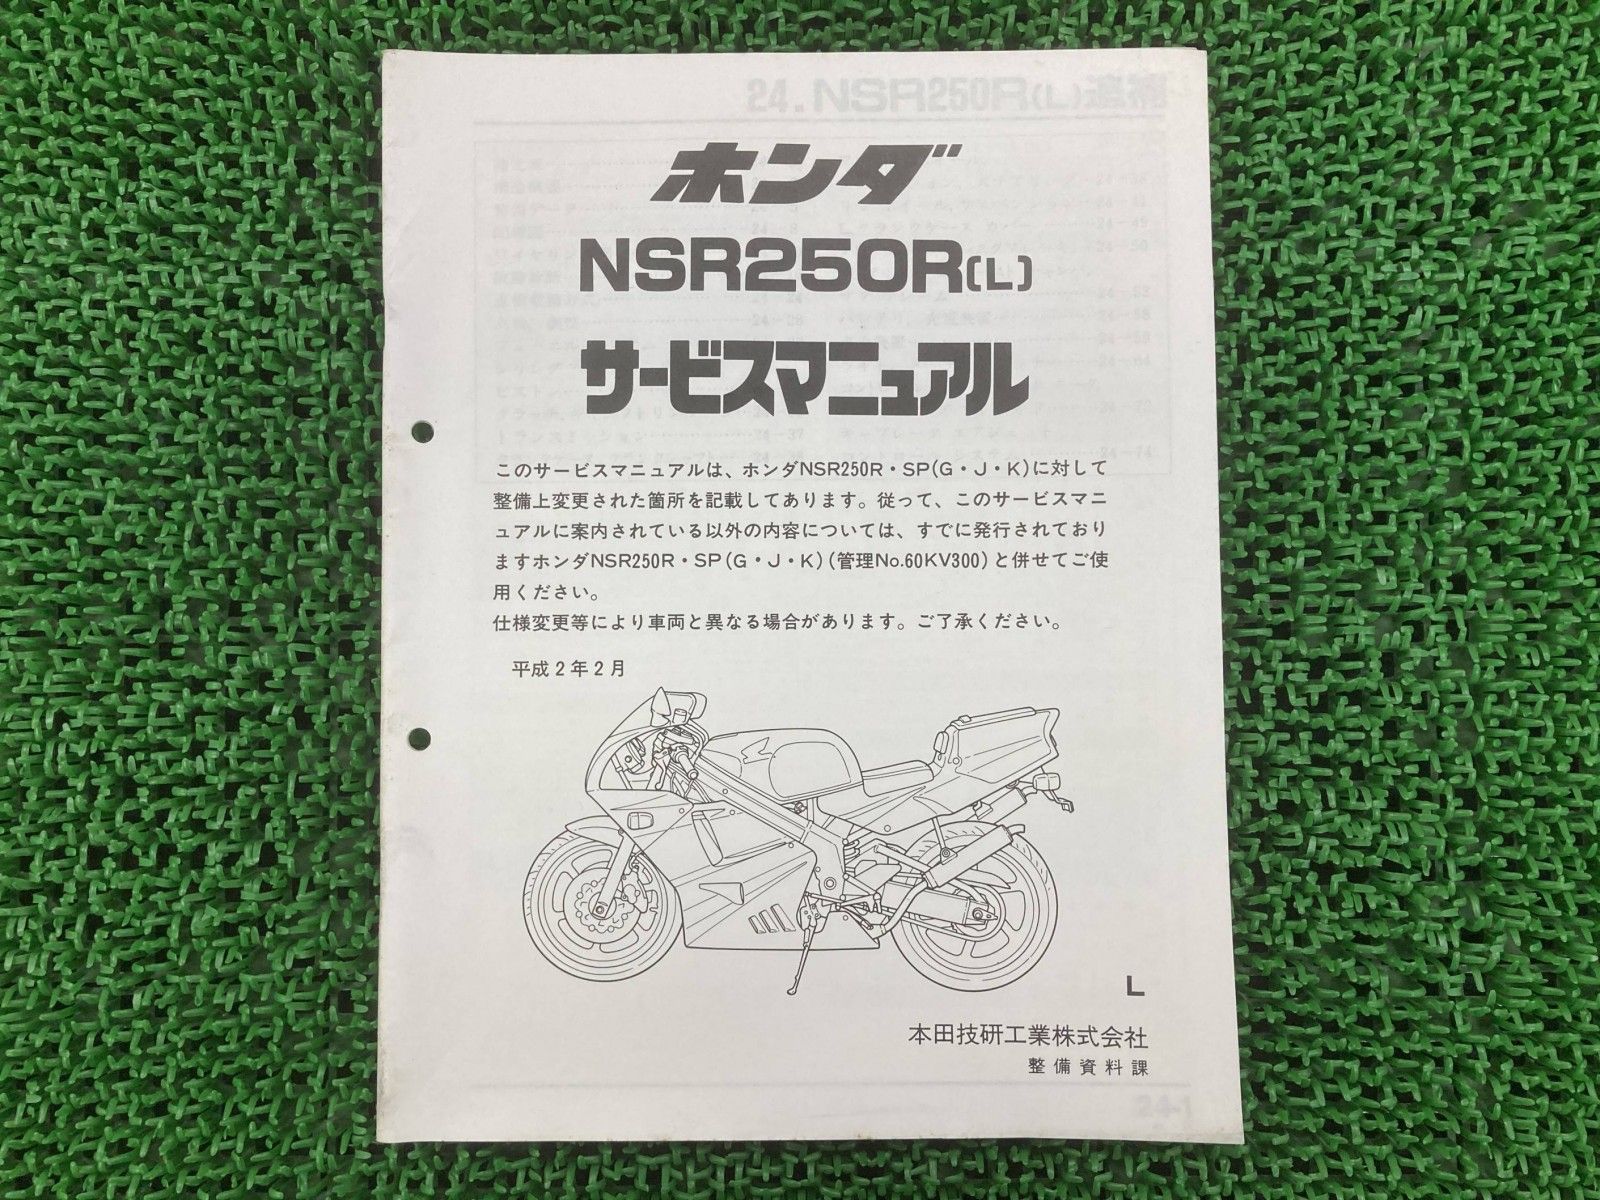 24.NSR250R(L)追補
ホンダ
NSR250R(L)
サービスマニュアル
このサービスマニュアルは、ホンダNSR250R・SP(G・J・K)に対して
整備上変更された箇所を記載してあります。従って、このサービスマニ
ュアルに案内されている以外の内容については、すでに発行されており
ますホンダNSR250R・SP(G・J・K)(管理No.60KV300)と併せてご使
用ください。
仕様変更等により車両と異なる場合があります。ご了承ください。
平成2年2月
L
本田技研工業株式会社
整備資料課
24-1